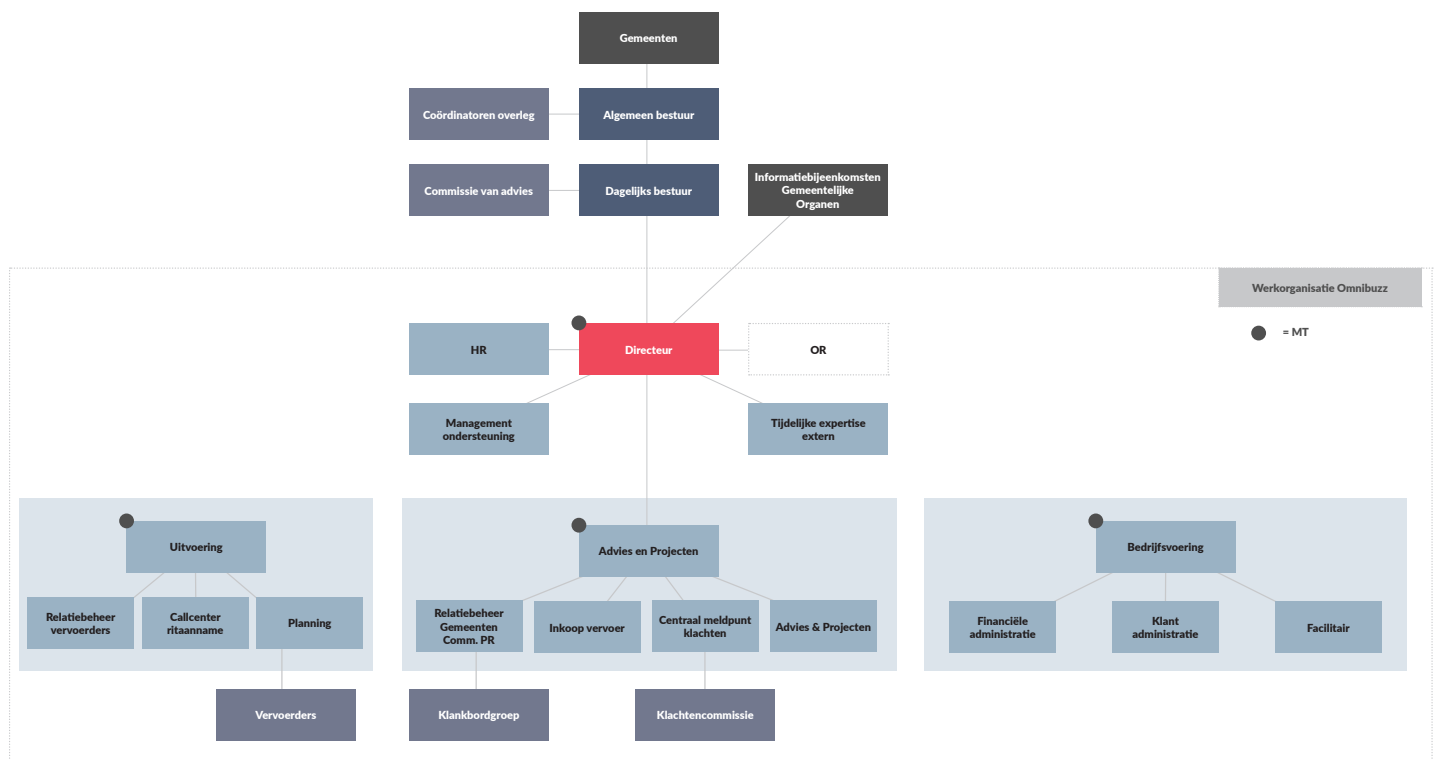 Gemeenten
Coördinatoren overleg
Algemeen bestuur
Commissie van advies
Dagelijks bestuur
Informatiebijeenkomsten
Gemeentelijke
Organen
Werkorganisatie Omnibuzz
= MT
HR
Directeur
OR
Management
ondersteuning
Tijdelijke expertise
extern
Uitvoering
Relatiebeheer
vervoerders
Callcenter
ritaanname
Planning
Vervoerders
Advies en Projecten
Relatiebeheer
Gemeenten
Comm. PR
Inkoop vervoer
Centraal meldpunt
klachten
Advies & Projecten
Klankbordgroep
Klachtencommissie
Bedrijfsvoering
Financiële
administratie
Klant
administratie
Facilitair